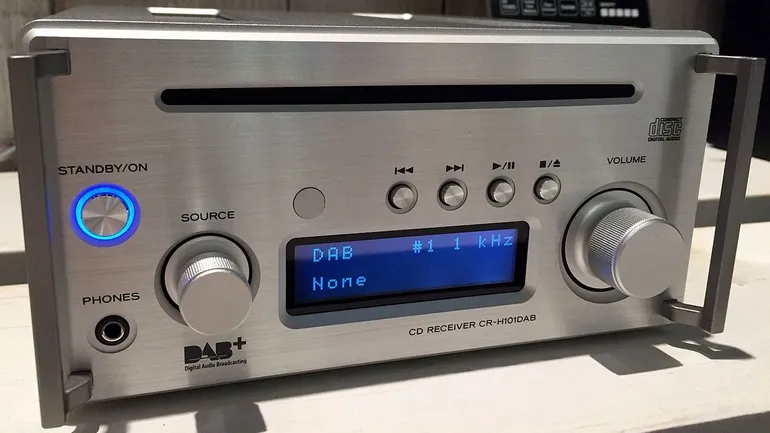 COMPACT
disc
DIGITAL AUDIO
STANDBY/ON
VOLUME
SOURCE
DAB #1 1 kHz
None
PHONES
DAB+
Digital Audio Broadcasting
CD RECEIVER CR-H101DAB